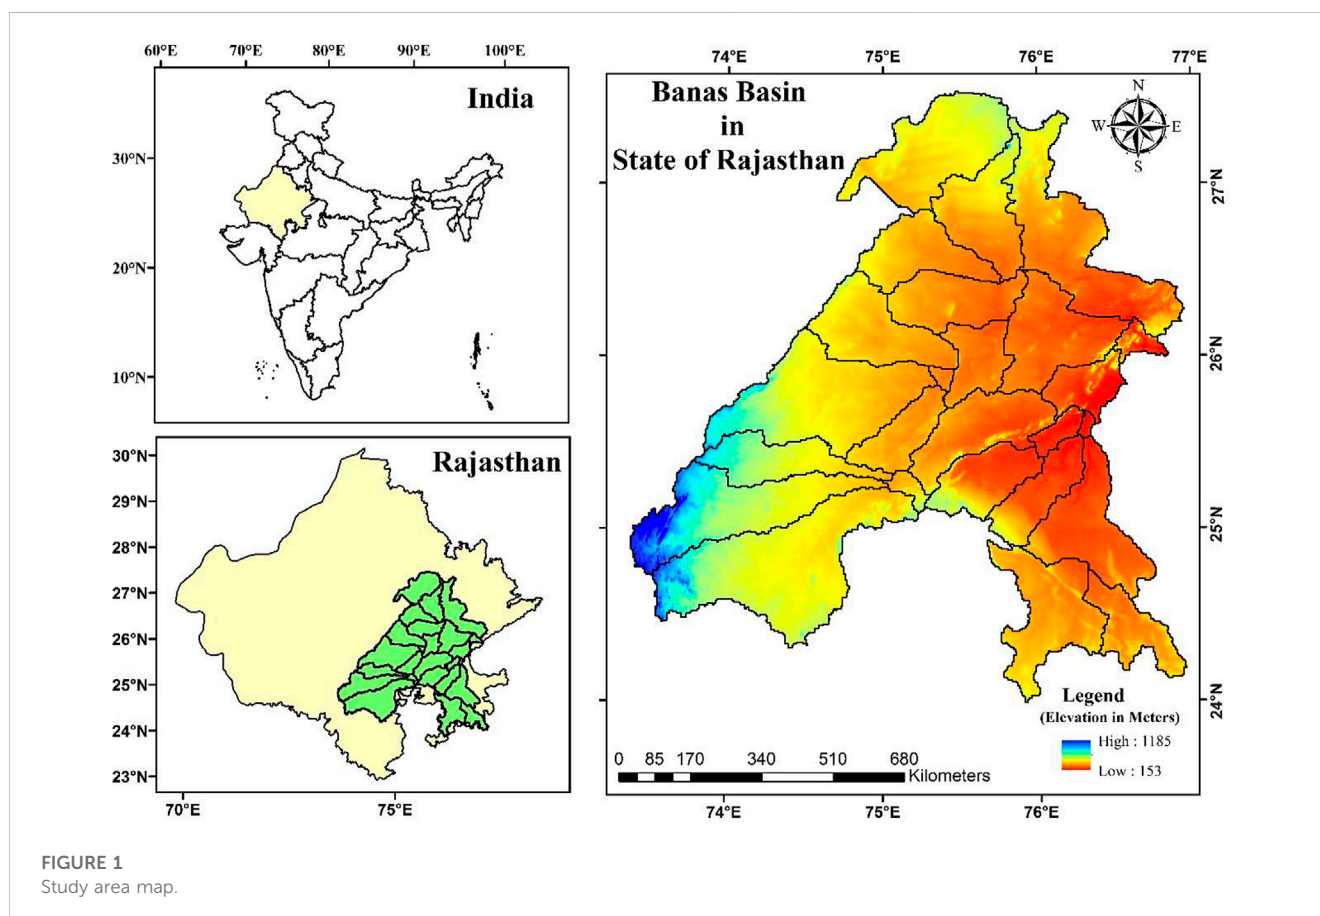 60°E 70°E 80°E 90°E 100°E
India
30°N
20°N
10°N
Rajasthan
30°N
29°N
28°N
27°N
26°N
25°N
24°N
23°N
70°E 75°E
74°E 75°E 76°E 77°E
Banas Basin
in
State of Rajasthan
N
W E
S
27°N
26°N
25°N
24°N
Legend
(Elevation in Meters)
High : 1185
Low : 153
0 85 170 340 510 680
Kilometers
74°E 75°E 76°E
FIGURE 1
Study area map.